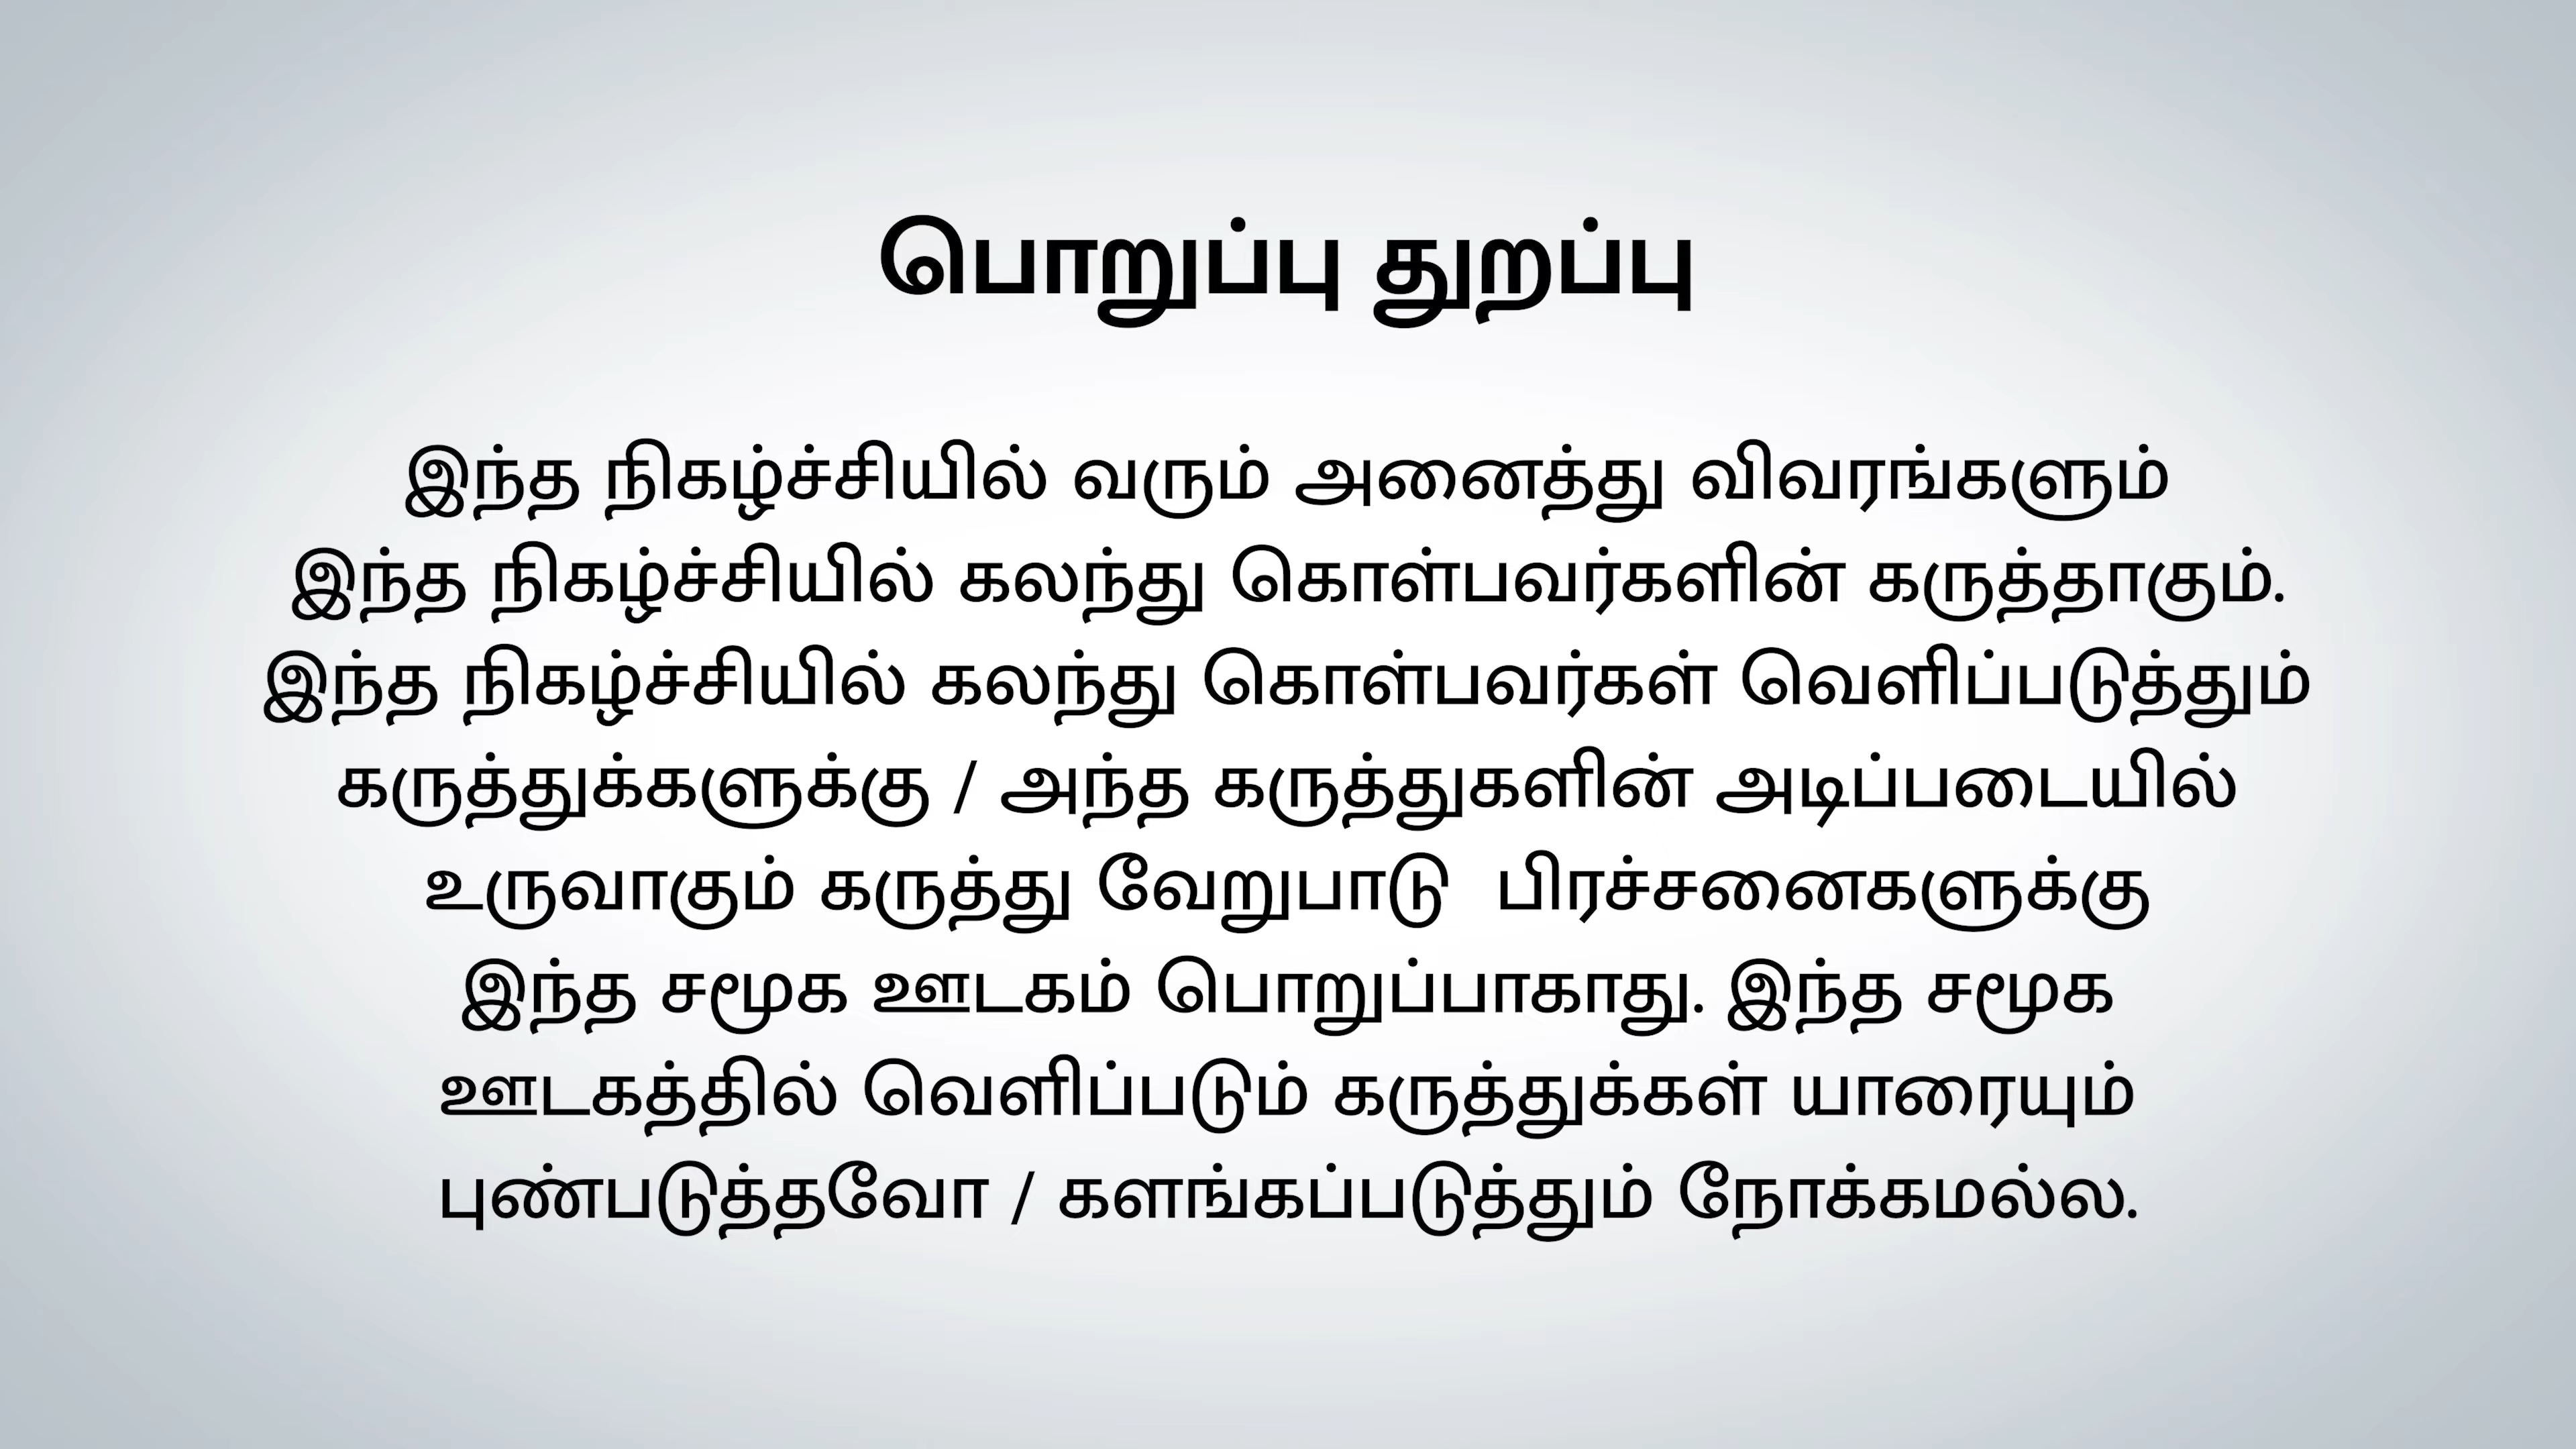 பொறுப்பு துறப்பு
இந்த நிகழ்ச்சியில் வரும் அனைத்து விவரங்களும்
இந்த நிகழ்ச்சியில் கலந்து கொள்பவர்களின் கருத்தாகும்.
இந்த நிகழ்ச்சியில் கலந்து கொள்பவர்கள் வெளிப்படுத்தும்
கருத்துக்களுக்கு / அந்த கருத்துகளின் அடிப்படையில்
உருவாகும் கருத்து வேறுபாடு  பிரச்சனைகளுக்கு
இந்த சமூக ஊடகம் பொறுப்பாகாது. இந்த சமூக
ஊடகத்தில் வெளிப்படும் கருத்துக்கள் யாரையும்
புண்படுத்தவோ / களங்கப்படுத்தும் நோக்கமல்ல.